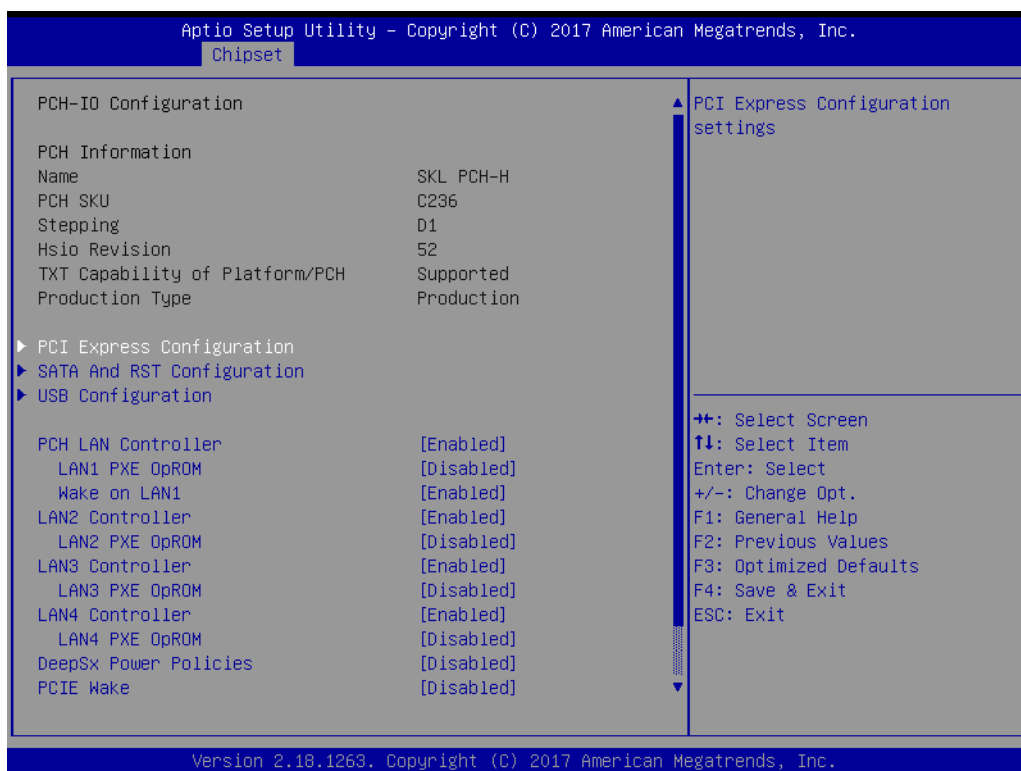 Aptio Setup Utility – Copyright (C) 2017 American Megatrends, Inc.
Chipset
PCH-IO Configuration
PCH Information
Name SKL PCH-H
PCH SKU C236
Stepping D1
Hsio Revision 52
TXT Capability of Platform/PCH Supported
Production Type Production
PCI Express Configuration
SATA And RST Configuration
USB Configuration
PCH LAN Controller [Enabled]
LAN1 PXE OpROM [Disabled]
Wake on LAN1 [Enabled]
LAN2 Controller [Enabled]
LAN2 PXE OpROM [Disabled]
LAN3 Controller [Enabled]
LAN3 PXE OpROM [Disabled]
LAN4 Controller [Enabled]
LAN4 PXE OpROM [Disabled]
DeepSx Power Policies [Disabled]
PCIE Wake [Disabled]
PCI Express Configuration
settings
→←: Select Screen
↑↓: Select Item
Enter: Select
+/-: Change Opt.
F1: General Help
F2: Previous Values
F3: Optimized Defaults
F4: Save & Exit
ESC: Exit
Version 2.18.1263. Copyright (C) 2017 American Megatrends, Inc.